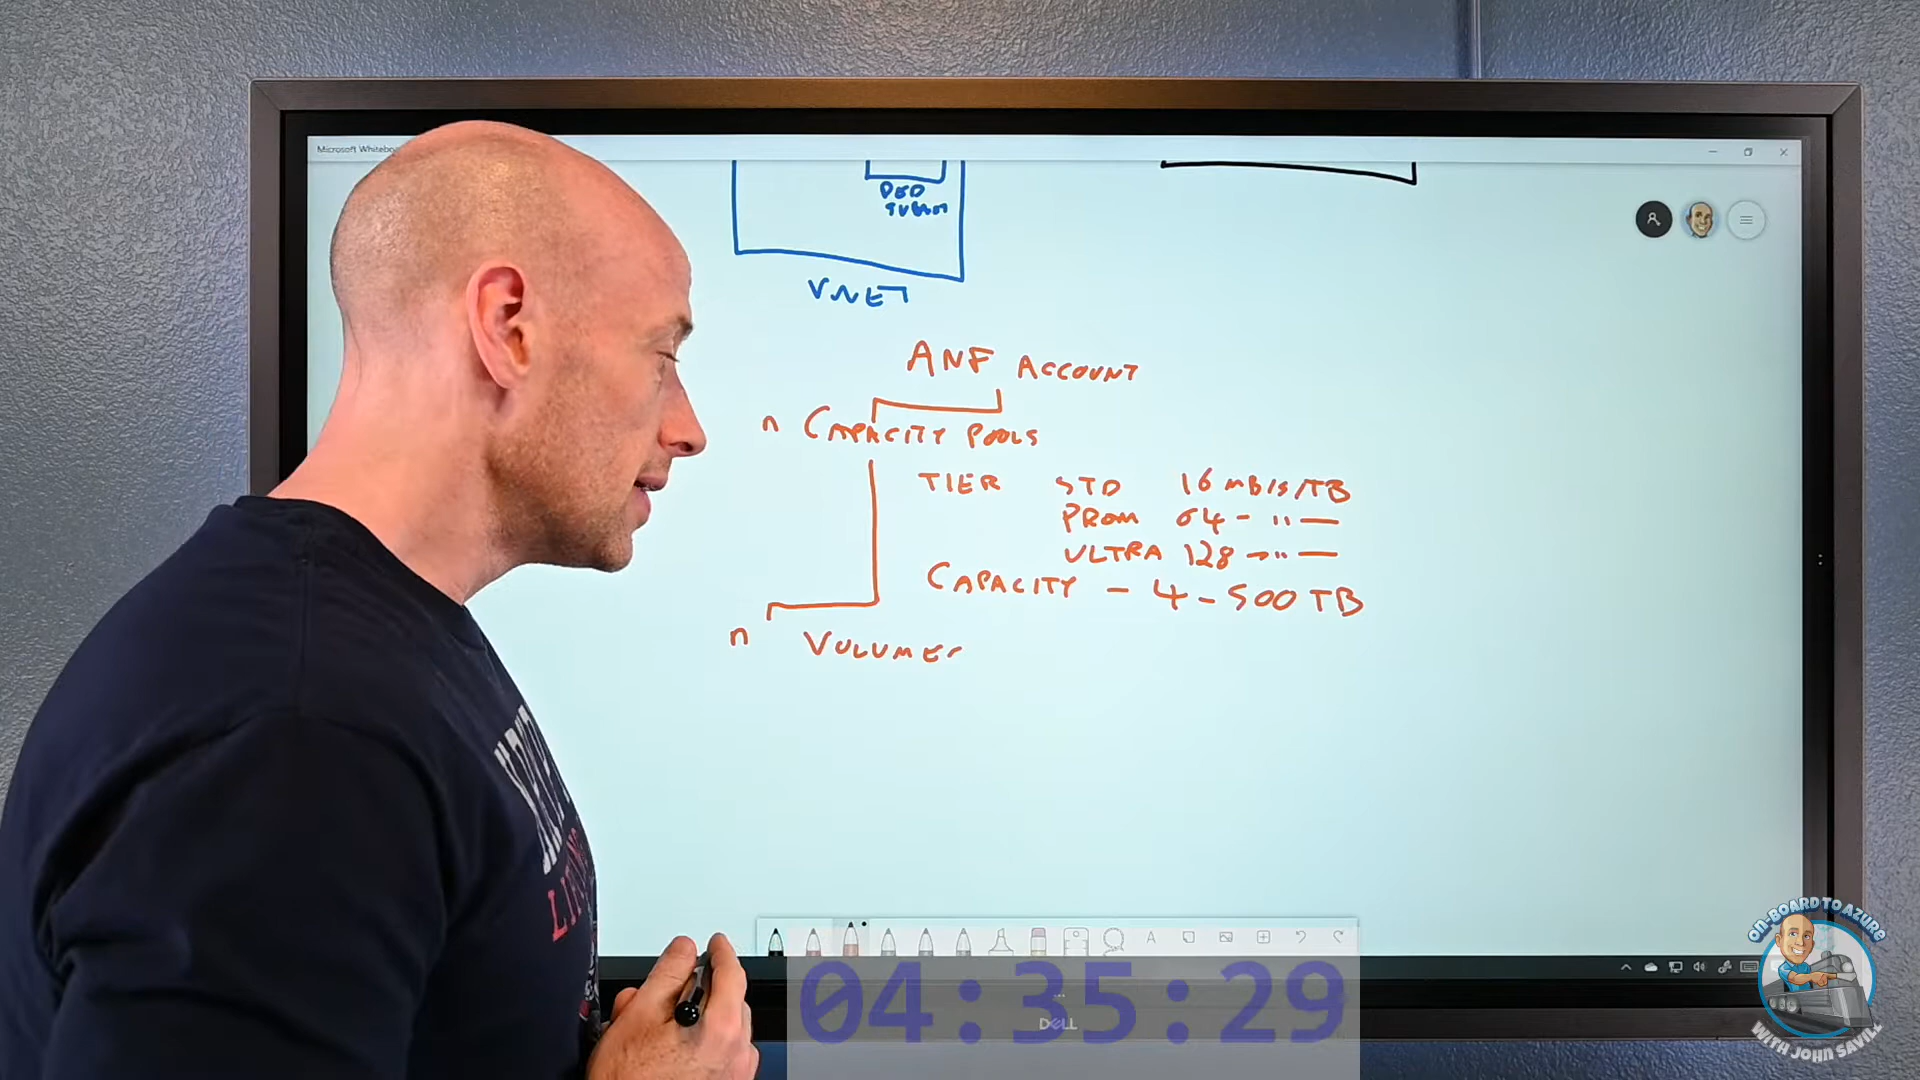 Microsoft Whitebo
DED
SUBNET
VNET
ANF ACCOUNT
n CAPACITY POOLS
TIER STD 16 MB/S/TB
PREM 64 - " —
ULTRA 128 - " —
CAPACITY - 4 - 500 TB
n VOLUMES
04:35:29
DELL
ON-BOARD TO AZURE
WITH JOHN SAVILL